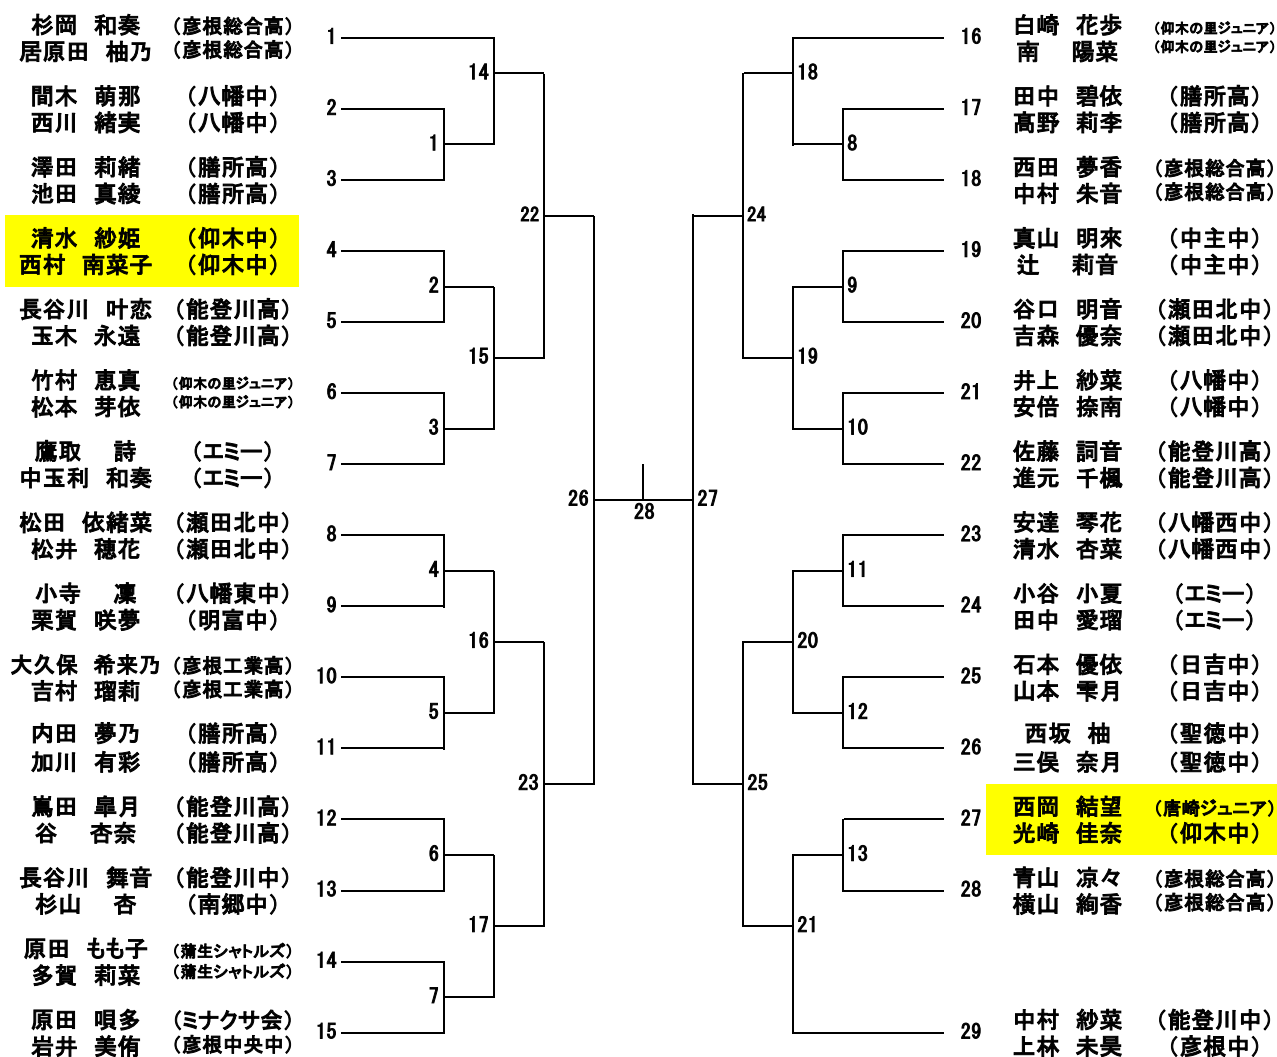 杉岡 和奏 (彦根総合高) 1
居原田 柚乃 (彦根総合高)
間木 萌那 (八幡中) 2
西川 緒実 (八幡中)
澤田 莉緒 (膳所高) 3
池田 真綾 (膳所高)
清水 紗姫 (仰木中) 4
西村 南菜子 (仰木中)
長谷川 叶恋 (能登川高) 5
玉木 永遠 (能登川高)
竹村 恵真 (仰木の里ジュニア) 6
松本 芽依 (仰木の里ジュニア)
鷹取 詩 (エミー) 7
中玉利 和奏 (エミー)
松田 依緒菜 (瀬田北中) 8
松井 穂花 (瀬田北中)
小寺 凜 (八幡東中) 9
栗賀 咲夢 (明富中)
大久保 希来乃 (彦根工業高) 10
吉村 瑠莉 (彦根工業高)
内田 夢乃 (膳所高) 11
加川 有彩 (膳所高)
嶌田 皐月 (能登川高) 12
谷 杏奈 (能登川高)
長谷川 舞音 (能登川中) 13
杉山 杏 (南郷中)
原田 もも子 (蒲生シャトルズ) 14
多賀 莉菜 (蒲生シャトルズ)
原田 唄多 (ミナクサ会) 15
岩井 美侑 (彦根中央中)
14
1
22
2
15
3
26
4
16
5
23
6
17
7
28
27
18
8
24
9
19
10
11
20
12
25
13
21
16 白崎 花歩 (仰木の里ジュニア)
南 陽菜 (仰木の里ジュニア)
17 田中 碧依 (膳所高)
髙野 莉李 (膳所高)
18 西田 夢香 (彦根総合高)
中村 朱音 (彦根総合高)
19 真山 明來 (中主中)
辻 莉音 (中主中)
20 谷口 明音 (瀬田北中)
吉森 優奈 (瀬田北中)
21 井上 紗菜 (八幡中)
安倍 捺南 (八幡中)
22 佐藤 詞音 (能登川高)
進元 千楓 (能登川高)
23 安達 琴花 (八幡西中)
清水 杏菜 (八幡西中)
24 小谷 小夏 (エミー)
田中 愛瑠 (エミー)
25 石本 優依 (日吉中)
山本 雫月 (日吉中)
26 西坂 柚 (聖徳中)
三俣 奈月 (聖徳中)
27 西岡 結望 (唐崎ジュニア)
光崎 佳奈 (仰木中)
28 青山 凉々 (彦根総合高)
横山 絢香 (彦根総合高)
29 中村 紗菜 (能登川中)
上林 未昊 (彦根中)